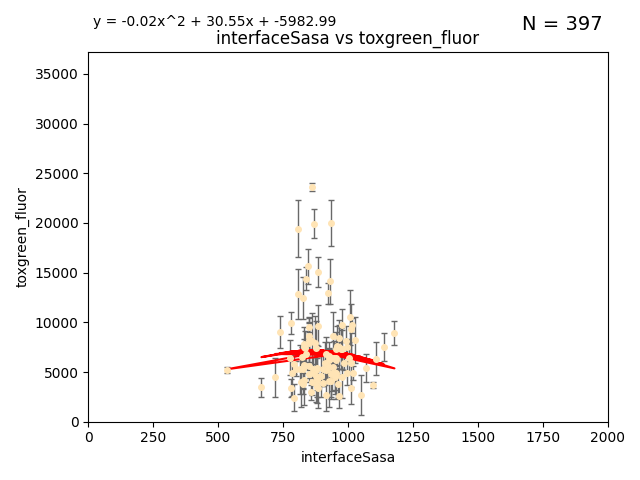 y = -0.02x^2 + 30.55x + -5982.99
N = 397
interfaceSasa vs toxgreen_fluor
35000
30000
25000
20000
15000
10000
5000
0
toxgreen_fluor
0 250 500 750 1000 1250 1500 1750 2000
interfaceSasa